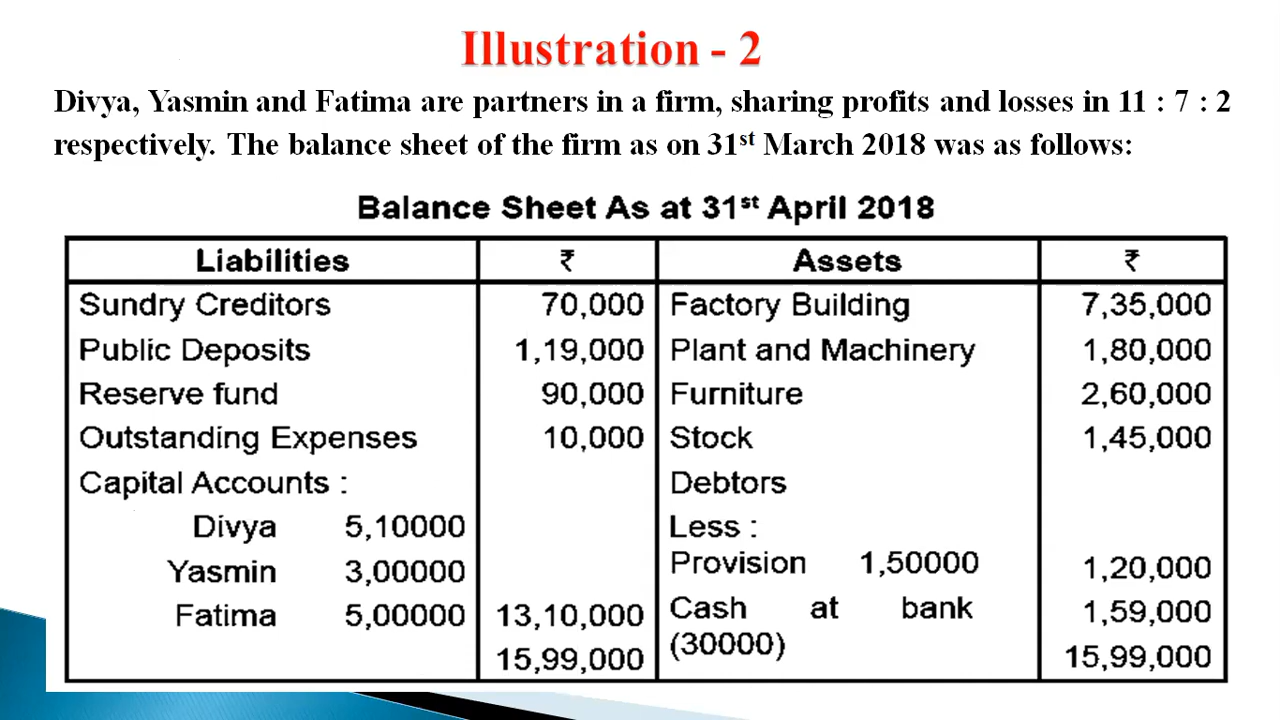 Illustration - 2
Divya, Yasmin and Fatima are partners in a firm, sharing profits and losses in 11 : 7 : 2
respectively. The balance sheet of the firm as on 31st March 2018 was as follows:
Balance Sheet As at 31st April 2018
Liabilities ₹ Assets ₹
Sundry Creditors 70,000 Factory Building 7,35,000
Public Deposits 1,19,000 Plant and Machinery 1,80,000
Reserve fund 90,000 Furniture 2,60,000
Outstanding Expenses 10,000 Stock 1,45,000
Capital Accounts : Debtors
Divya 5,10000 Less :
Yasmin 3,00000 Provision 1,50000 1,20,000
Fatima 5,00000 13,10,000 Cash at bank 1,59,000
15,99,000 (30000) 15,99,000